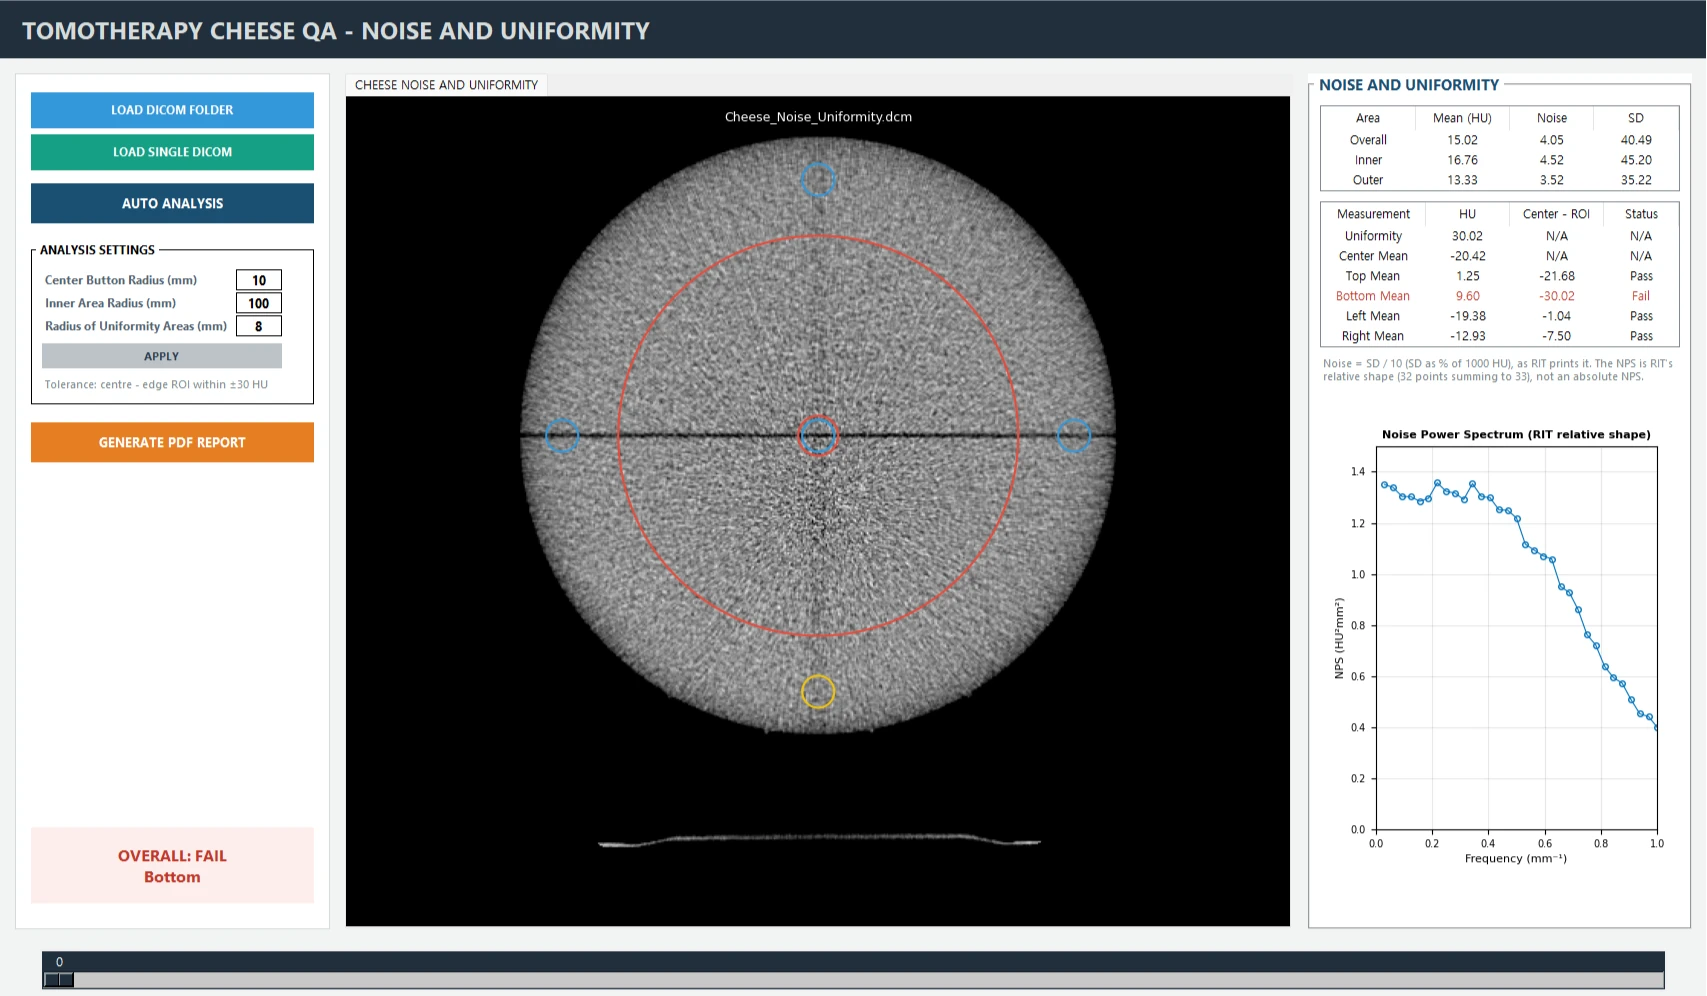 TOMOTHERAPY CHEESE QA - NOISE AND UNIFORMITY
LOAD DICOM FOLDER
LOAD SINGLE DICOM
AUTO ANALYSIS
ANALYSIS SETTINGS
Center Button Radius (mm) 10
Inner Area Radius (mm) 100
Radius of Uniformity Areas (mm) 8
APPLY
Tolerance: centre - edge ROI within ±30 HU
GENERATE PDF REPORT
OVERALL: FAIL
Bottom
CHEESE NOISE AND UNIFORMITY
Cheese_Noise_Uniformity.dcm
NOISE AND UNIFORMITY
Area Mean (HU) Noise SD
Overall 15.02 4.05 40.49
Inner 16.76 4.52 45.20
Outer 13.33 3.52 35.22
Measurement HU Center - ROI Status
Uniformity 30.02 N/A N/A
Center Mean -20.42 N/A N/A
Top Mean 1.25 -21.68 Pass
Bottom Mean 9.60 -30.02 Fail
Left Mean -19.38 -1.04 Pass
Right Mean -12.93 -7.50 Pass
Noise = SD / 10 (SD as % of 1000 HU), as RIT prints it. The NPS is RIT's
relative shape (32 points summing to 33), not an absolute NPS.
Noise Power Spectrum (RIT relative shape)
1.4
1.2
1.0
0.8
0.6
0.4
0.2
0.0
NPS (HU²mm²)
0.0 0.2 0.4 0.6 0.8 1.0
Frequency (mm⁻¹)
0